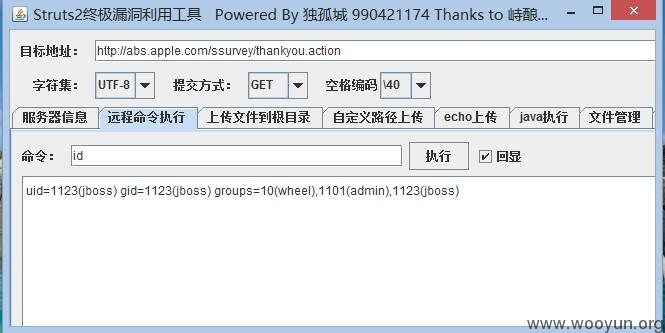 Struts2终极漏洞利用工具 Powered By 独孤城 990421174 Thanks to 峙酿...
目标地址： http://abs.apple.com/ssurvey/thankyou.action
字符集： UTF-8 提交方式： GET 空格编码 \40
服务器信息 远程命令执行 上传文件到根目录 自定义路径上传 echo上传 java执行 文件管理
命令： id 执行 回显
uid=1123(jboss) gid=1123(jboss) groups=10(wheel),1101(admin),1123(jboss)
www.wooyun.org